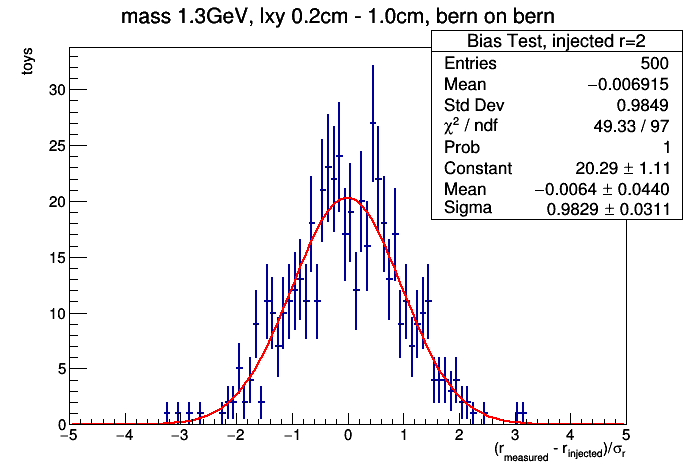 mass 1.3GeV, lxy 0.2cm - 1.0cm, bern on bern
Bias Test, injected r=2
Entries 500
Mean −0.006915
Std Dev 0.9849
χ² / ndf 49.33 / 97
Prob 1
Constant 20.29 ± 1.11
Mean −0.0064 ± 0.0440
Sigma 0.9829 ± 0.0311
toys
30
25
20
15
10
5
0
−5 −4 −3 −2 −1 0 1 2 3 4 5
(r_measured - r_injected)/σ_r